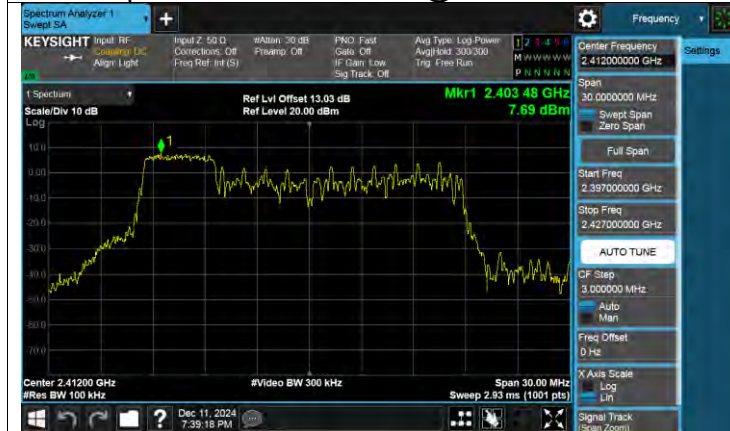 Spectrum Analyzer 1
Swept SA
+
Frequency
KEYSIGHT
Input: RF
Coupling: DC
Align: Light
Input Z: 50 Ω
Corrections: Off
Freq Ref: Int (S)
#Atten: 30 dB
Preamp: Off
PNO: Fast
Gate: Off
IF Gain: Low
Sig Track: Off
Avg Type: Log-Power
Avg|Hold: 300/300
Trig: Free Run
1 2 3 4 5 6
M W W W W W
P N N N N N
1 Spectrum
Scale/Div 10 dB
Ref Lvl Offset 13.03 dB
Ref Level 20.00 dBm
Mkr1 2.403 48 GHz
7.69 dBm
Log
1
10.0
0.00
-10.0
-20.0
-30.0
-40.0
-50.0
-60.0
-70.0
Center 2.41200 GHz
#Res BW 100 kHz
#Video BW 300 kHz
Span 30.00 MHz
Sweep 2.93 ms (1001 pts)
Center Frequency
2.412000000 GHz
Settings
Span
30.0000000 MHz
Swept Span
Zero Span
Full Span
Start Freq
2.397000000 GHz
Stop Freq
2.427000000 GHz
AUTO TUNE
CF Step
3.000000 MHz
Auto
Man
Freq Offset
0 Hz
X Axis Scale
Log
Lin
Signal Track
(Span Zoom)
?
Dec 11, 2024
7:39:18 PM